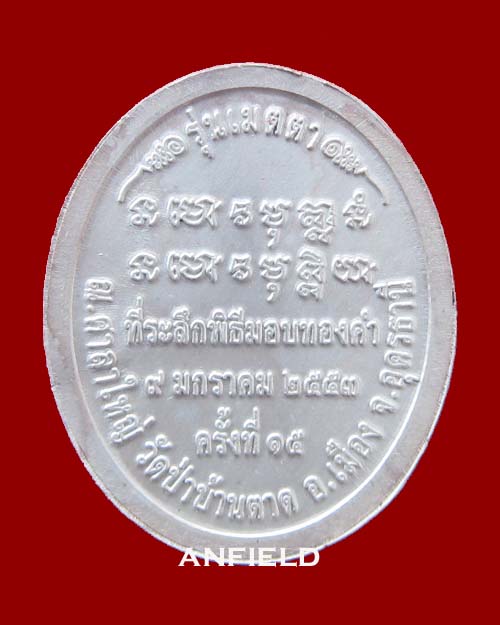 รุ่นเมตตา
ที่ระลึกพิธีมอบทองคำ
๙ มกราคม ๒๕๕๓
ครั้งที่ ๑๕
ณ.ศาลาใหญ่ วัดป่าบ้านตาด อ.เมือง จ.อุดรธานี
ANFIELD